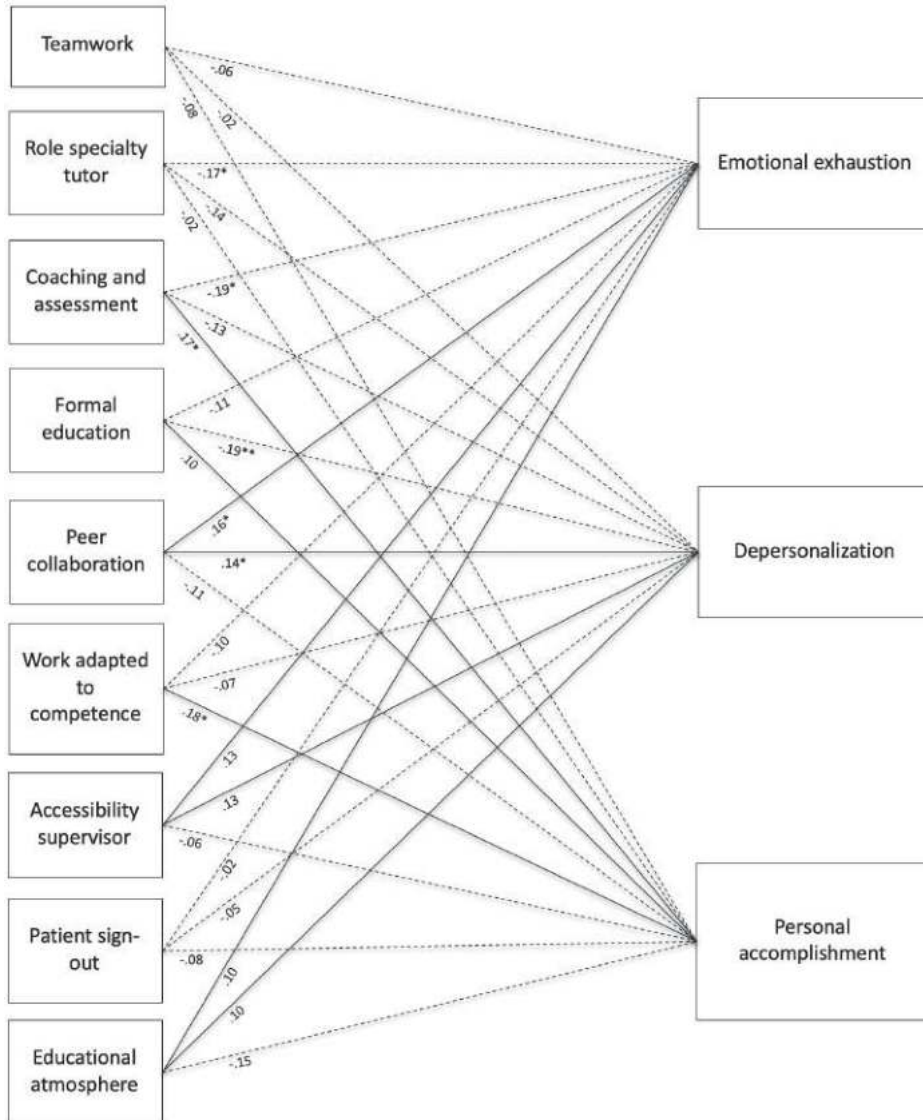 Teamwork
-.06
-.02
-.08
Emotional exhaustion
Role specialty
tutor
-.17*
-.14
-.02
Coaching and
assessment
-.19*
-.13
.17*
Formal
education
-.11
-.19**
.10
Peer
collaboration
.16*
.14*
-.11
Depersonalization
Work adapted
to
competence
-.10
-.07
.18*
Accessibility
supervisor
.13
.13
-.06
Patient sign-
out
-.02
-.05
-.08
Personal
accomplishment
Educational
atmosphere
.10
.10
-.15